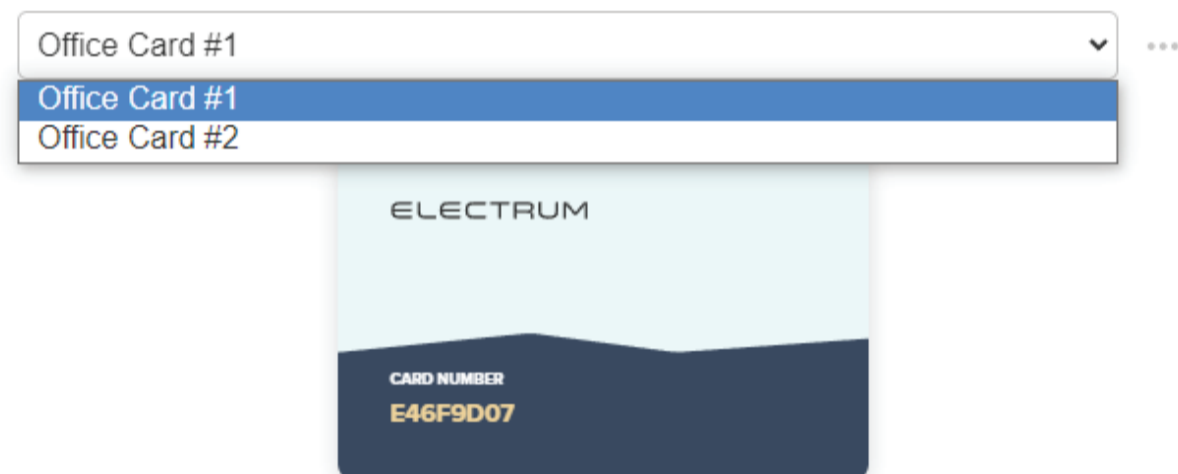 Office Card #1
Office Card #1
Office Card #2
ELECTRUM
CARD NUMBER
E46F9D07